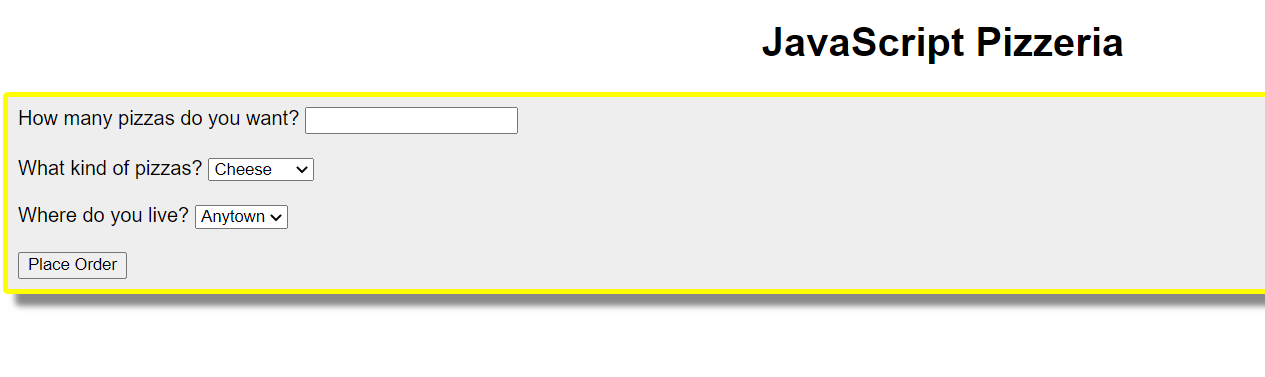 JavaScript Pizzeria
How many pizzas do you want?
What kind of pizzas? Cheese
Where do you live? Anytown
Place Order